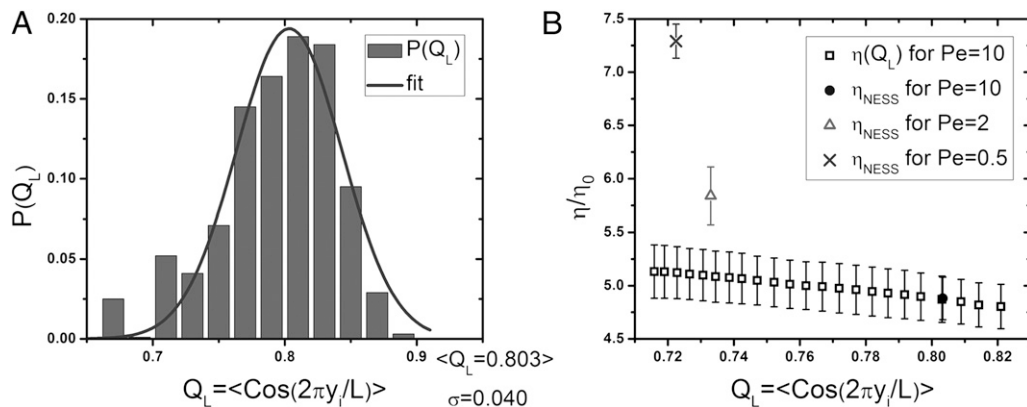 A
P(Q_L)
0.20
0.15
0.10
0.05
0.00
P(Q_L)
fit
0.7
0.8
0.9
<Q_L=0.803>
Q_L=<Cos(2πy_i/L)>
σ=0.040
B
η/η_0
7.5
7.0
6.5
6.0
5.5
5.0
4.5
η(Q_L) for Pe=10
η_NESS for Pe=10
η_NESS for Pe=2
η_NESS for Pe=0.5
0.72
0.74
0.76
0.78
0.80
0.82
Q_L=<Cos(2πy_i/L)>